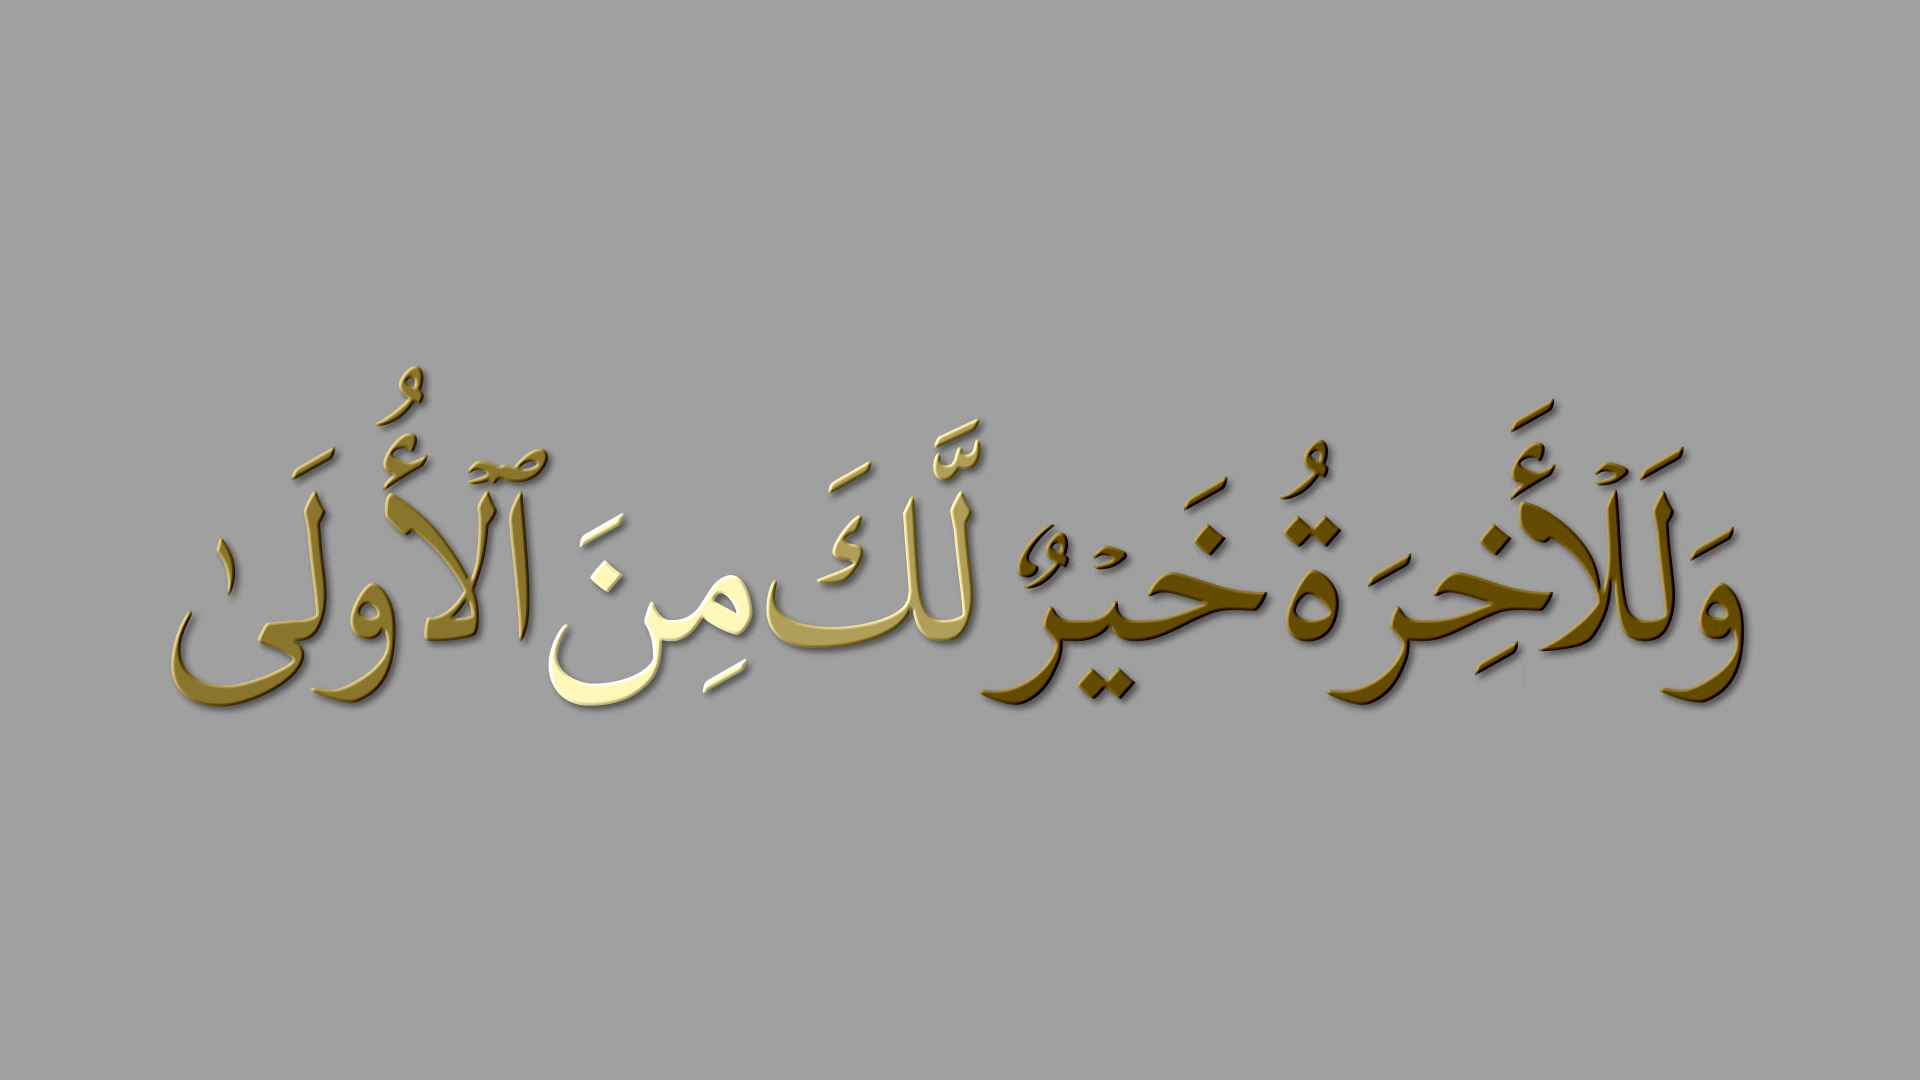 وَلَلْأَخِرَةُ خَيْرٌ لَّكَ مِنَ ٱلْأُولَىٰ